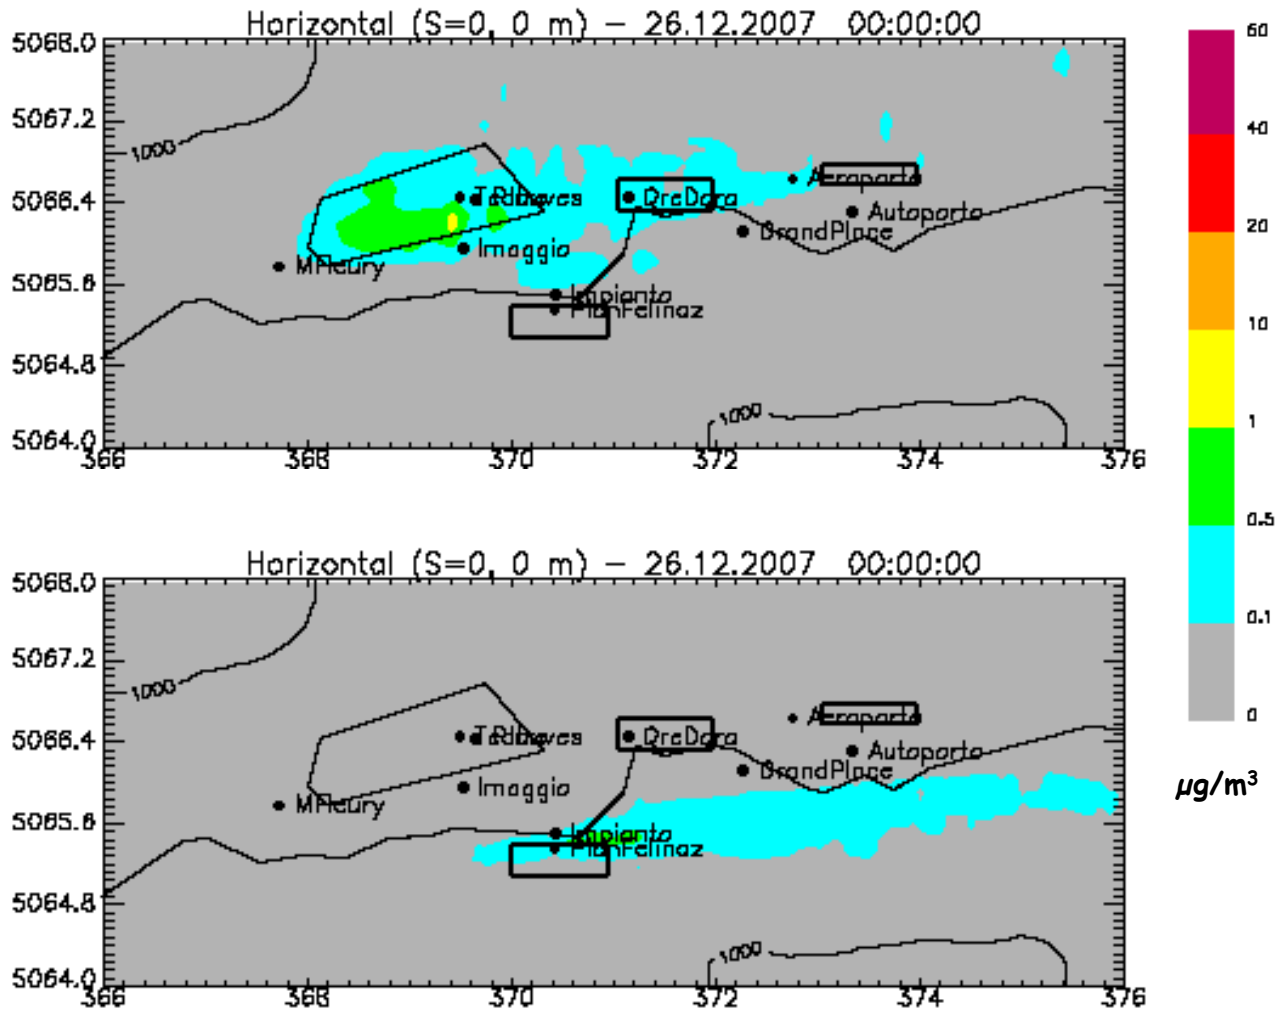 Horizontal (S=0, 0 m) – 26.12.2007 00:00:00
5068.0
5067.2
5066.4
5065.6
5064.8
5064.0
1000
Aeroporto
DreDora
Autoporto
GrandPlace
Imaggio
MFleury
Impianto
PianFelinaz
1000
366
368
370
372
374
376
60
40
20
10
1
0.5
0.1
0
µg/m³
Horizontal (S=0, 0 m) – 26.12.2007 00:00:00
5068.0
5067.2
5066.4
5065.6
5064.8
5064.0
1000
Aeroporto
DreDora
Autoporto
GrandPlace
Imaggio
MFleury
Impianto
PianFelinaz
1000
366
368
370
372
374
376